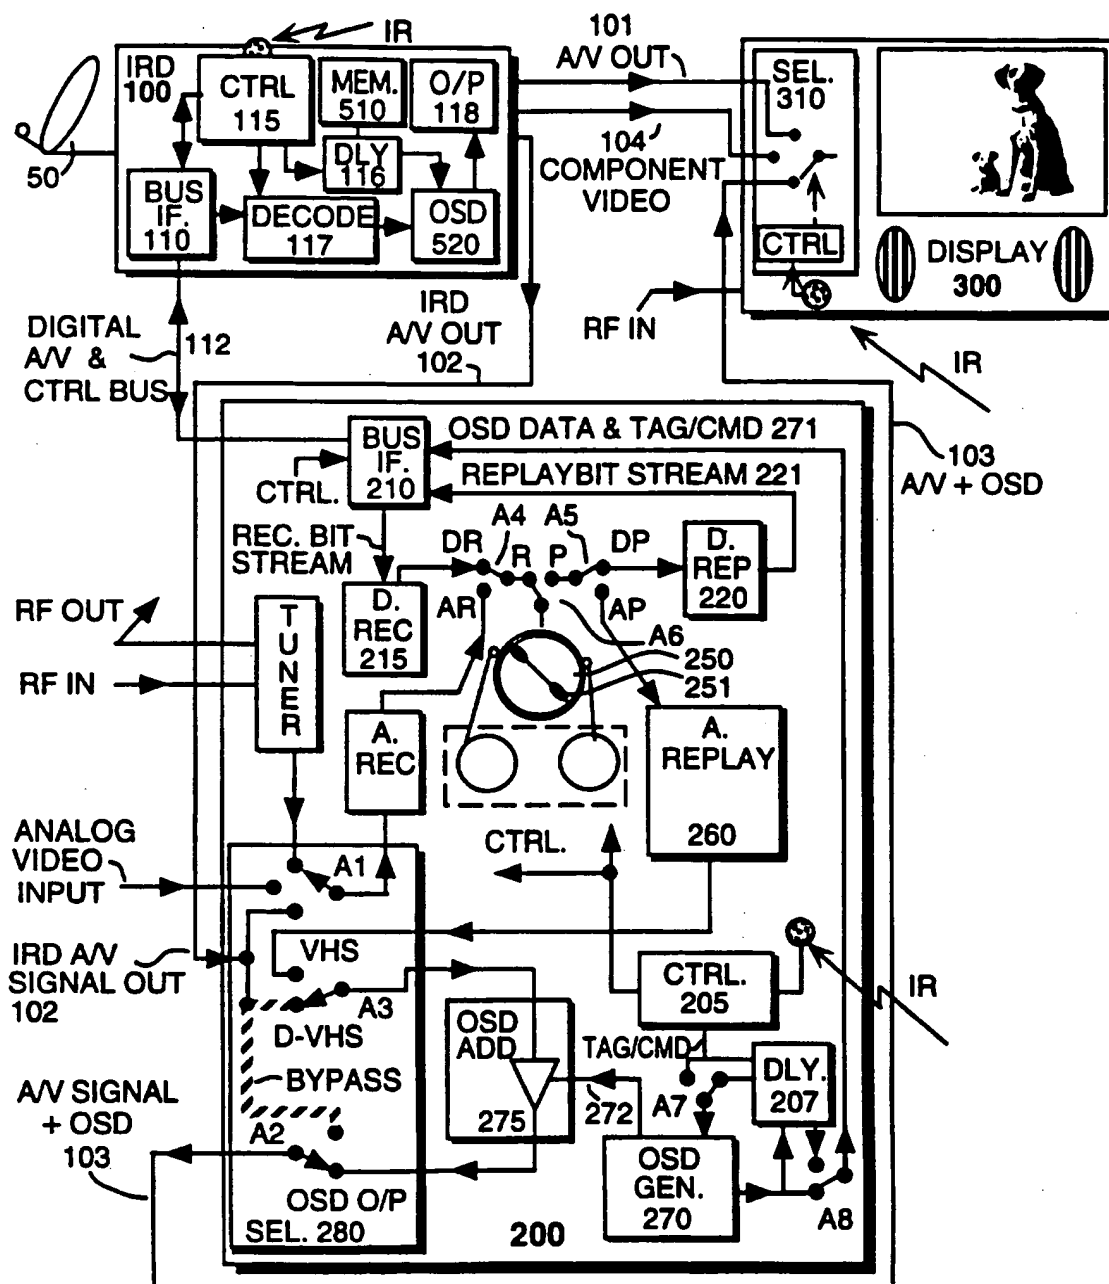 IR
101
A/V OUT
IRD
100
CTRL
115
MEM.
510
O/P
118
DLY
116
BUS
IF.
110
DECODE
117
OSD
520
50
104
COMPONENT
VIDEO
SEL.
310
CTRL
DISPLAY
300
RF IN
IR
IRD
A/V OUT
102
DIGITAL
A/V &
CTRL BUS
112
BUS
IF.
210
OSD DATA & TAG/CMD 271
REPLAYBIT STREAM 221
103
A/V + OSD
CTRL.
REC. BIT
STREAM
DR
A4
R
P
A5
DP
D.
REP
220
AR
AP
D.
REC
215
A6
250
251
RF OUT
RF IN
TUNER
A.
REC
A.
REPLAY
260
CTRL.
ANALOG
VIDEO
INPUT
A1
IRD A/V
SIGNAL OUT
102
VHS
A3
D-VHS
BYPASS
A2
OSD O/P
SEL. 280
A/V SIGNAL
+ OSD
103
OSD
ADD
275
272
CTRL.
205
IR
TAG/CMD
A7
DLY.
207
OSD
GEN.
270
A8
200